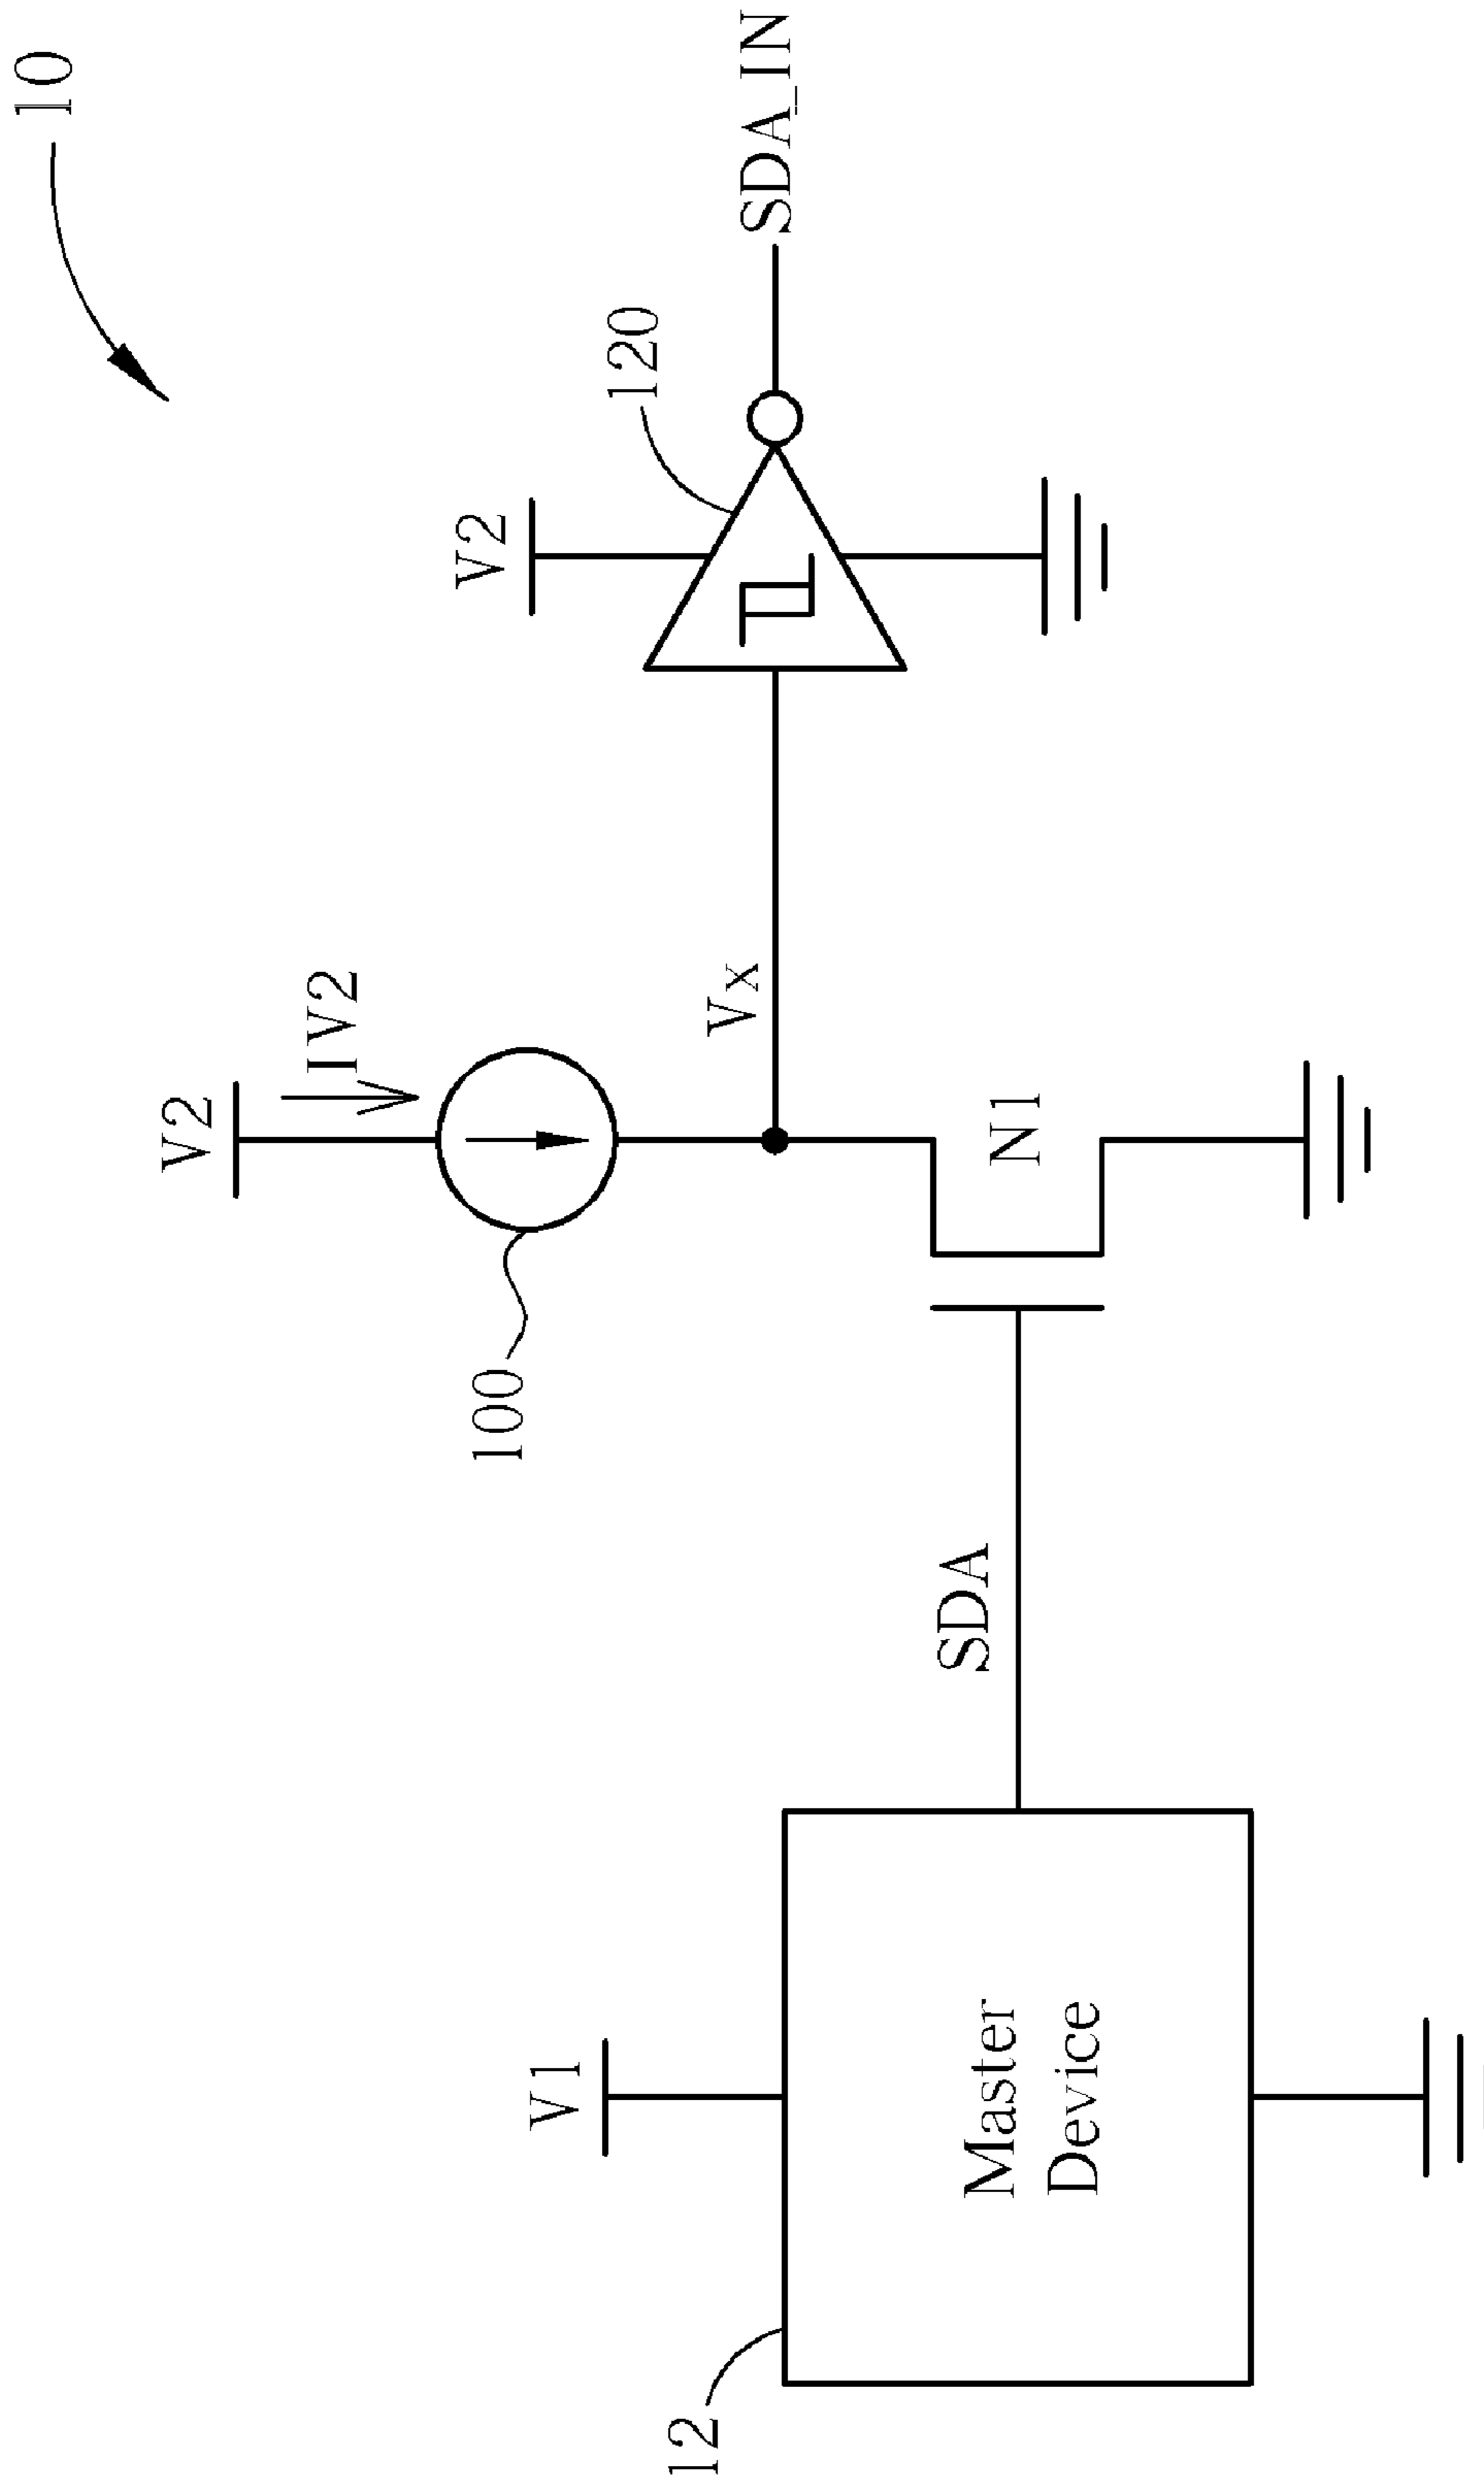 10
V2
IV2
100
V2
120
Vx
SDA_IN
N1
SDA
V1
12
Master
Device